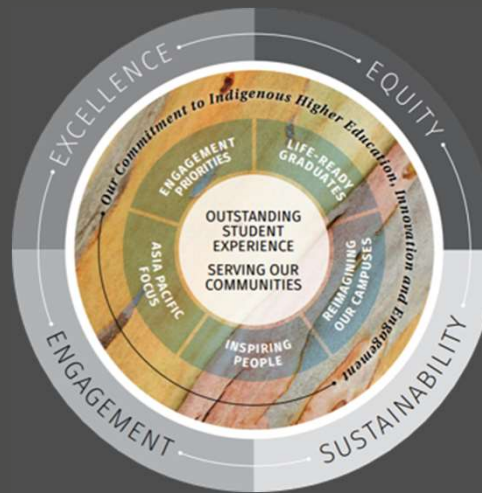 EXCELLENCE
EQUITY
SUSTAINABILITY
ENGAGEMENT
Our Commitment to Indigenous Higher Education, Innovation and Engagement
ENGAGEMENT
PRIORITIES
LIFE-READY
GRADUATES
REIMAGINING
OUR CAMPUSES
INSPIRING
PEOPLE
ASIA PACIFIC
FOCUS
OUTSTANDING
STUDENT
EXPERIENCE
SERVING OUR
COMMUNITIES